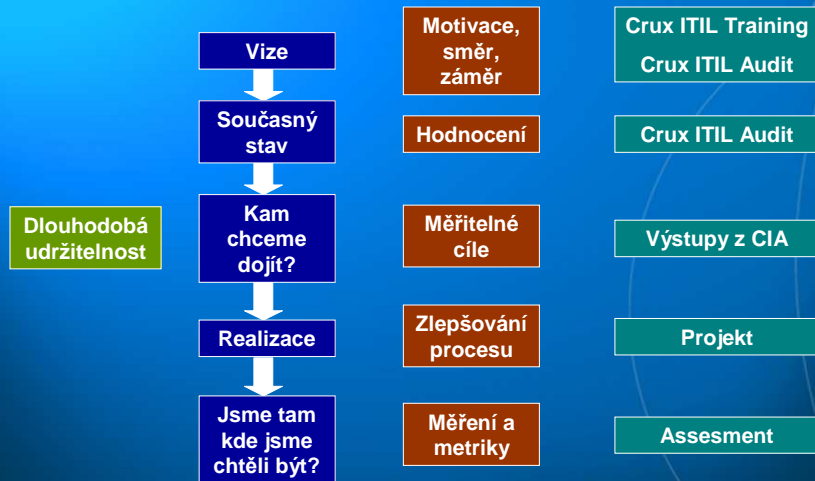 Vize
Motivace,
směr,
záměr
Crux ITIL Training
Crux ITIL Audit
Současný
stav
Hodnocení
Crux ITIL Audit
Dlouhodobá
udržitelnost
Kam
chceme
dojít?
Měřitelné
cíle
Výstupy z CIA
Realizace
Zlepšování
procesu
Projekt
Jsme tam
kde jsme
chtěli být?
Měření a
metriky
Assesment